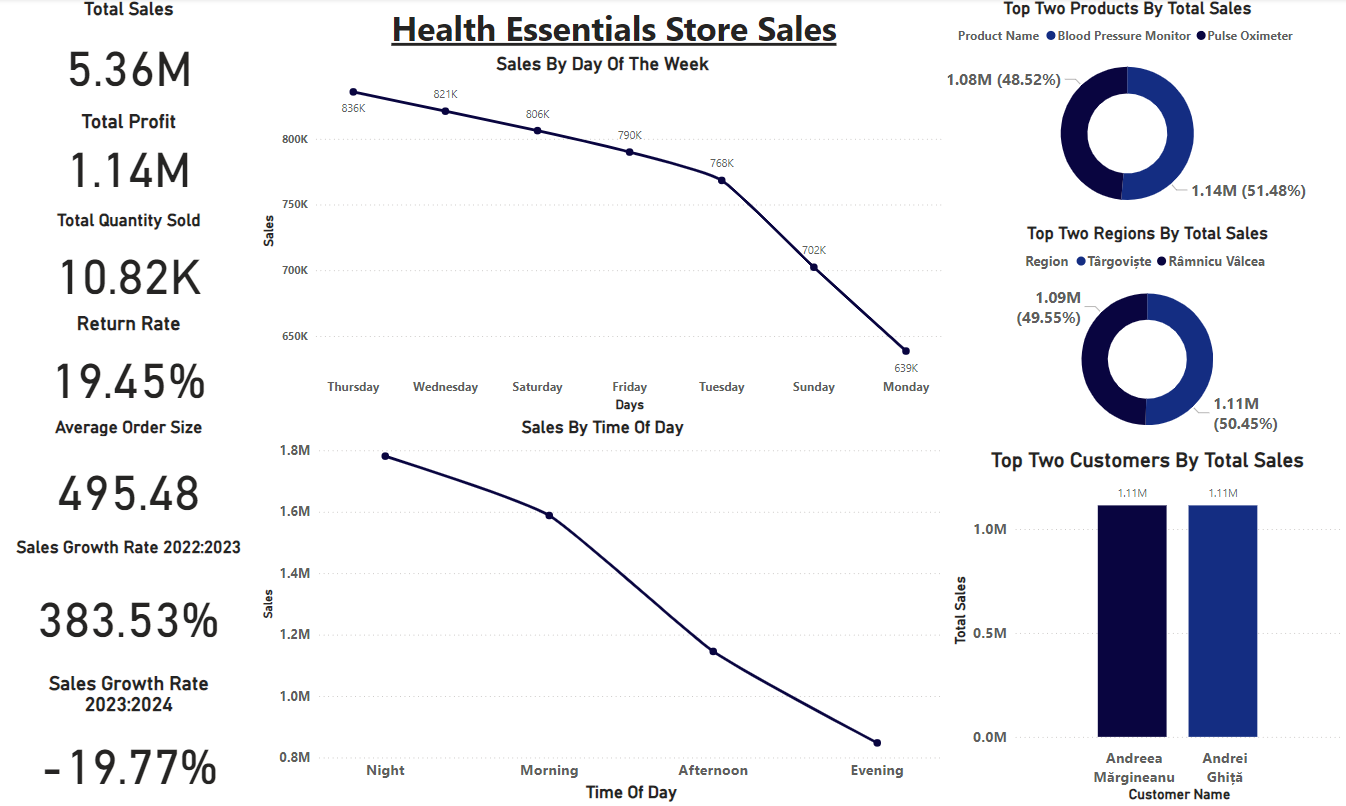 Total Sales
5.36M
Total Profit
1.14M
Total Quantity Sold
10.82K
Return Rate
19.45%
Average Order Size
495.48
Sales Growth Rate 2022:2023
383.53%
Sales Growth Rate
2023:2024
-19.77%
Health Essentials Store Sales
Sales By Day Of The Week
Sales
800K
750K
700K
650K
836K
821K
806K
790K
768K
702K
639K
Thursday Wednesday Saturday Friday Tuesday Sunday Monday
Days
Sales By Time Of Day
Sales
1.8M
1.6M
1.4M
1.2M
1.0M
0.8M
Night Morning Afternoon Evening
Time Of Day
Top Two Products By Total Sales
Product Name Blood Pressure Monitor Pulse Oximeter
1.08M (48.52%)
1.14M (51.48%)
Top Two Regions By Total Sales
Region Târgoviște Râmnicu Vâlcea
1.09M
(49.55%)
1.11M
(50.45%)
Top Two Customers By Total Sales
Total Sales
1.11M 1.11M
1.0M
0.5M
0.0M
Andreea Andrei
Mărgineanu Ghiță
Customer Name